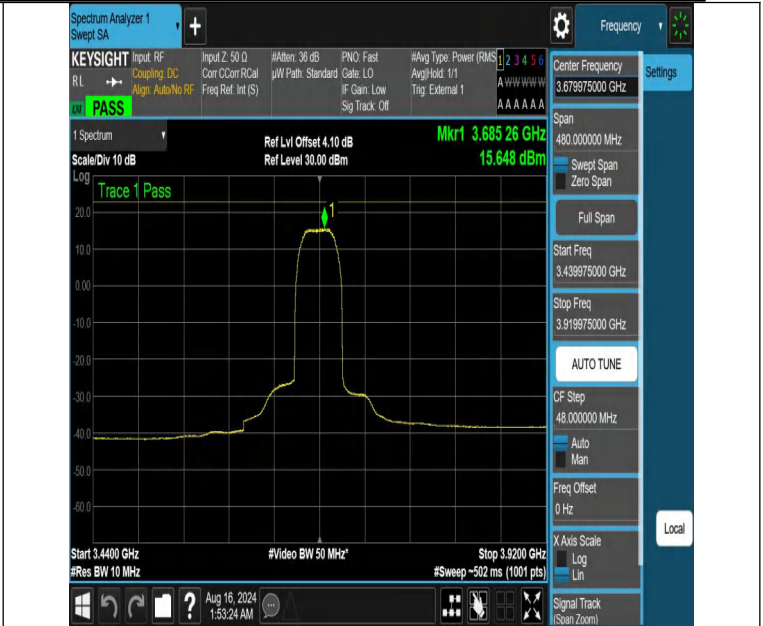 Spectrum Analyzer 1
Swept SA
+
Frequency
KEYSIGHT
RL
PASS
Input: RF
Coupling: DC
Align: Auto/No RF
Input Z: 50 Ω
Corr CCorr RCal
Freq Ref: Int (S)
#Atten: 36 dB
µW Path: Standard
PNO: Fast
Gate: LO
IF Gain: Low
Sig Track: Off
#Avg Type: Power (RMS
Avg|Hold: 1/1
Trig: External 1
1 2 3 4 5 6
A W W W W W
A A A A A A
1 Spectrum
Scale/Div 10 dB
Ref Lvl Offset 4.10 dB
Ref Level 30.00 dBm
Mkr1 3.685 26 GHz
15.648 dBm
Log
Trace 1 Pass
1
20.0
10.0
0.00
-10.0
-20.0
-30.0
-40.0
-50.0
-60.0
Start 3.4400 GHz
#Res BW 10 MHz
#Video BW 50 MHz*
Stop 3.9200 GHz
#Sweep ~502 ms (1001 pts)
Center Frequency
3.679975000 GHz
Settings
Span
480.000000 MHz
Swept Span
Zero Span
Full Span
Start Freq
3.439975000 GHz
Stop Freq
3.919975000 GHz
AUTO TUNE
CF Step
48.000000 MHz
Auto
Man
Freq Offset
0 Hz
X Axis Scale
Log
Lin
Local
Signal Track
(Span Zoom)
?
Aug 16, 2024
1:53:24 AM